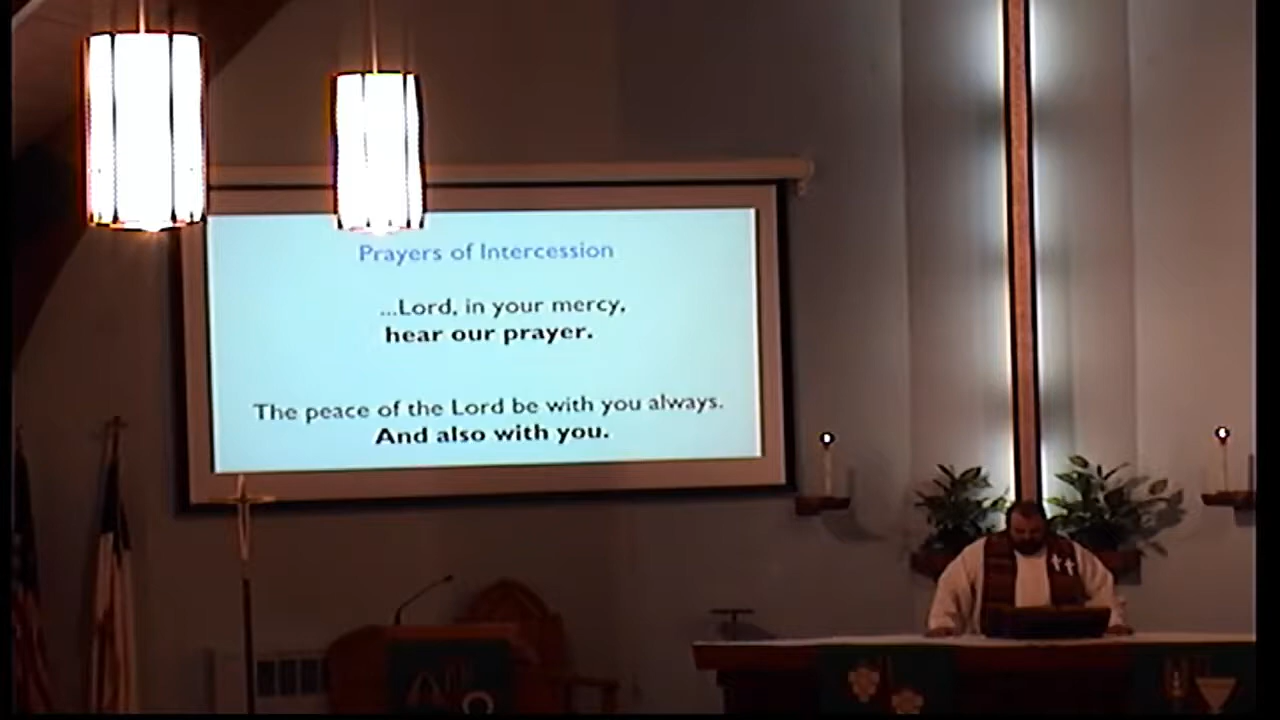 Prayers of Intercession
...Lord, in your mercy,
hear our prayer.
The peace of the Lord be with you always.
And also with you.